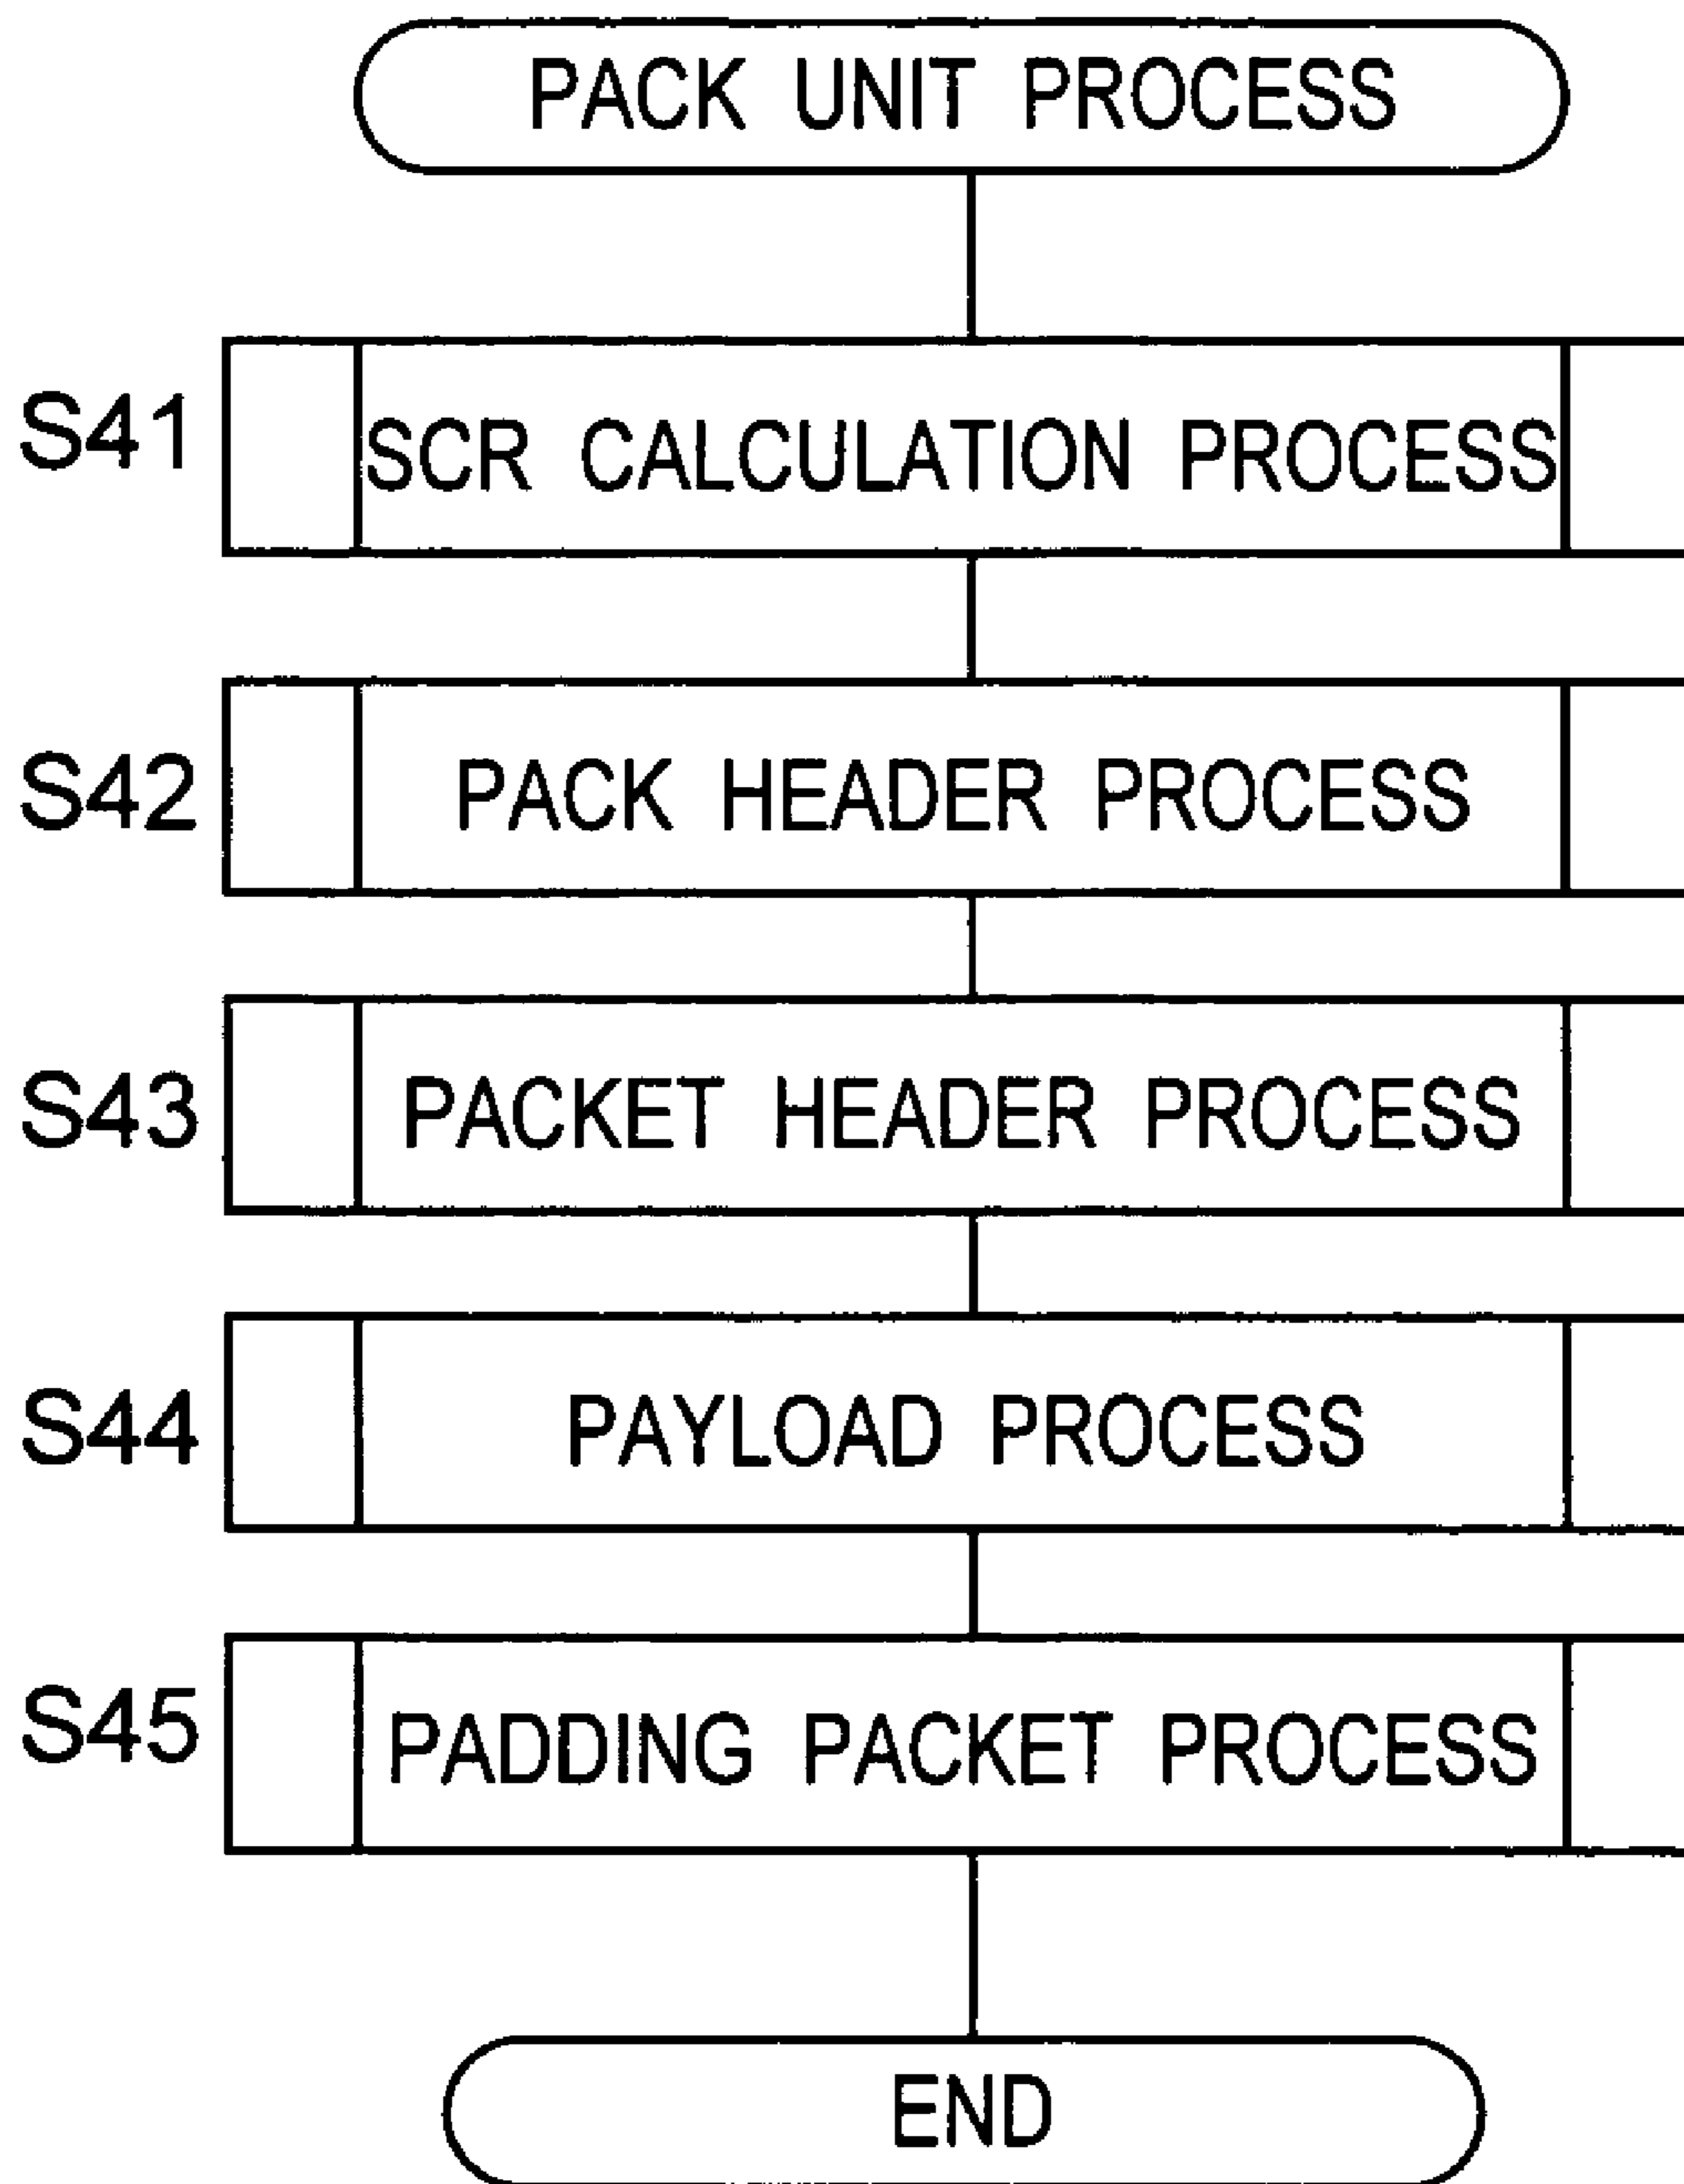 PACK UNIT PROCESS
S41 SCR CALCULATION PROCESS
S42 PACK HEADER PROCESS
S43 PACKET HEADER PROCESS
S44 PAYLOAD PROCESS
S45 PADDING PACKET PROCESS
END